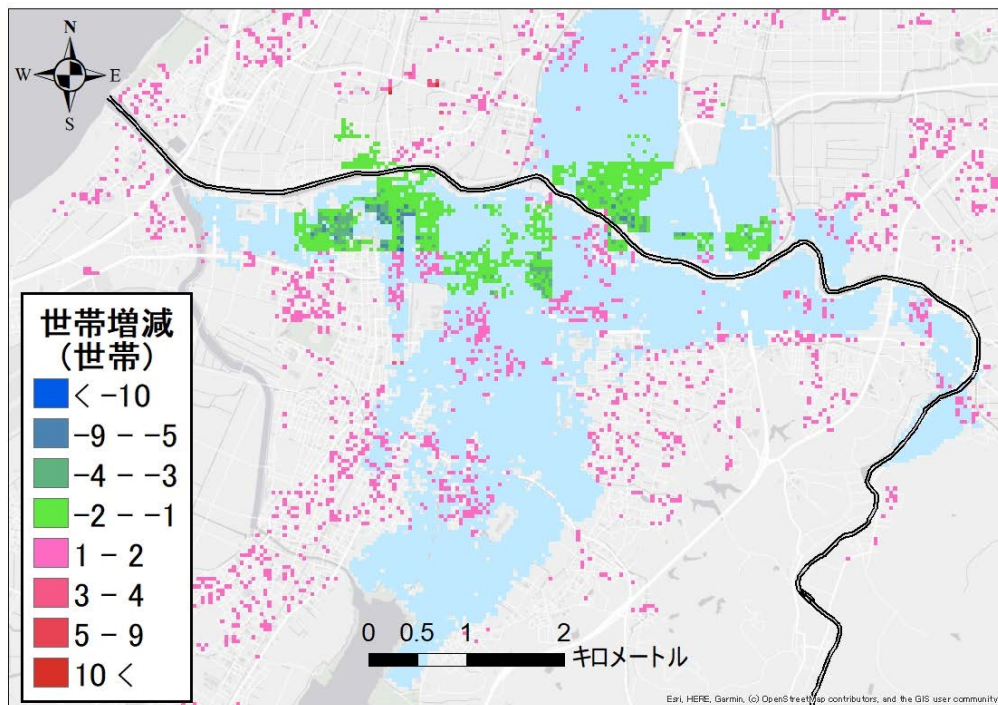 N
W E
S
世帯増減
（世帯）
< -10
-9 - -5
-4 - -3
-2 - -1
1 - 2
3 - 4
5 - 9
10 <
0 0.5 1 2
キロメートル
Esri, HERE, Garmin, (c) OpenStreetMap contributors, and the GIS user community